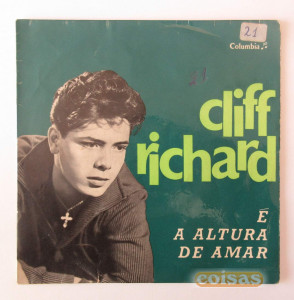 21
Columbia
cliff
richard
É
A ALTURA
DE AMAR
coisas